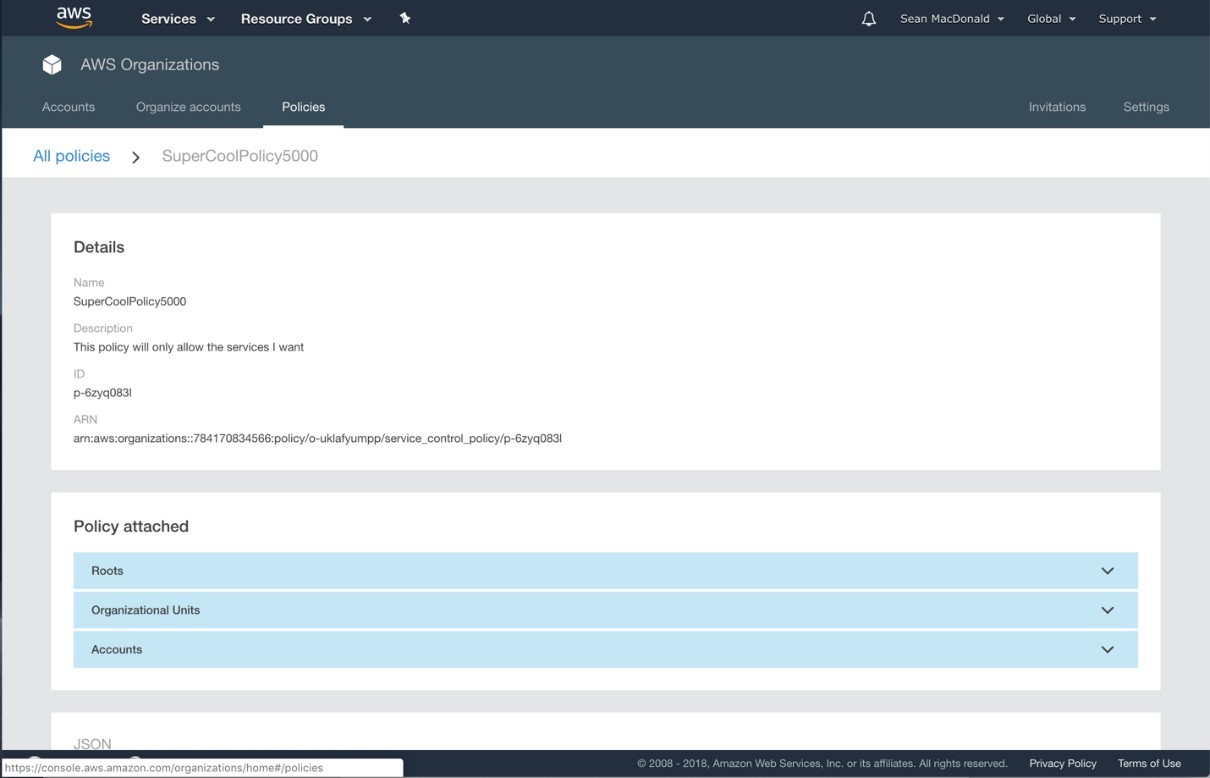 aws Services Resource Groups Sean MacDonald Global Support
AWS Organizations
Accounts Organize accounts Policies Invitations Settings
All policies > SuperCoolPolicy5000
Details
Name
SuperCoolPolicy5000
Description
This policy will only allow the services I want
ID
p-6zyq083l
ARN
arn:aws:organizations::784170834566:policy/o-uklafyumpp/service_control_policy/p-6zyq083l
Policy attached
Roots
Organizational Units
Accounts
JSON
https://console.aws.amazon.com/organizations/home#/policies
© 2008 - 2018, Amazon Web Services, Inc. or its affiliates. All rights reserved. Privacy Policy Terms of Use